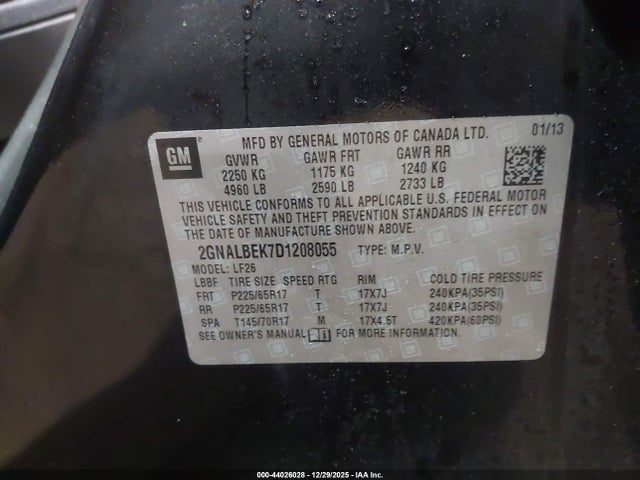 GM
MFD BY GENERAL MOTORS OF CANADA LTD. 01/13
GVWR GAWR FRT GAWR RR
2250 KG 1175 KG 1240 KG
4960 LB 2590 LB 2733 LB
THIS VEHICLE CONFORMS TO ALL APPLICABLE U.S. FEDERAL MOTOR
VEHICLE SAFETY AND THEFT PREVENTION STANDARDS IN EFFECT ON
THE DATE OF MANUFACTURE SHOWN ABOVE.
2GNALBEK7D1208055 TYPE: M.P.V.
MODEL: LF26
LBBF TIRE SIZE SPEED RTG RIM COLD TIRE PRESSURE
FRT P225/65R17 T 17X7J 240KPA(35PSI)
RR P225/65R17 T 17X7J 240KPA(35PSI)
SPA T145/70R17 M 17X4.5T 420KPA(60PSI)
SEE OWNER'S MANUAL FOR MORE INFORMATION.
000-44026028 - 12/29/2025 - IAA Inc.